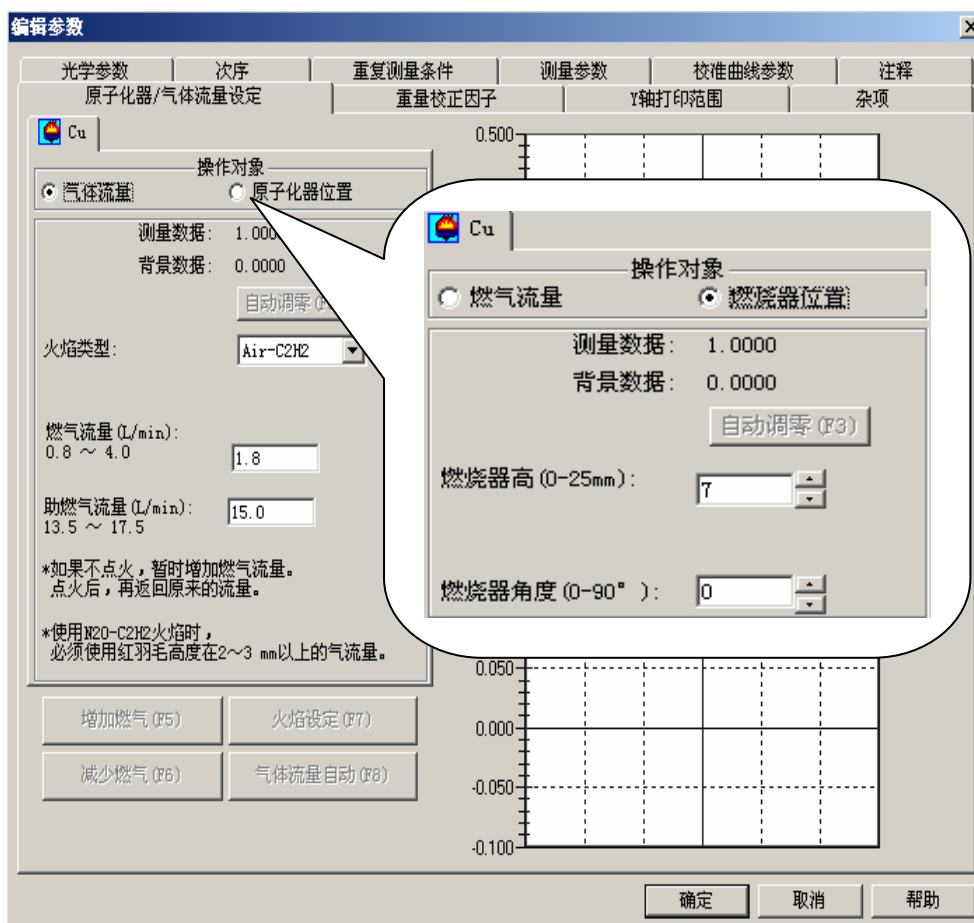 编辑参数
光学参数 次序 重复测量条件 测量参数 校准曲线参数 注释
原子化器/气体流量设定 重量校正因子 Y轴打印范围 杂项
Cu
操作对象
气体流量 原子化器位置
测量数据: 1.000
背景数据: 0.0000
自动调零
火焰类型: Air-C2H2
燃气流量(L/min):
0.8 ～ 4.0 1.8
助燃气流量(L/min): 15.0
13.5 ～ 17.5
*如果不点火，暂时增加燃气流量。
点火后，再返回原来的流量。
*使用N2O-C2H2火焰时，
必须使用红羽毛高度在2～3 mm以上的气流量。
增加燃气(F5) 火焰设定(F7)
减少燃气(F6) 气体流量自动(F8)
0.500
Cu
操作对象
燃气流量 燃烧器位置
测量数据: 1.0000
背景数据: 0.0000
自动调零(F3)
燃烧器高(0-25mm): 7
燃烧器角度(0-90° ): 0
0.050
0.000
-0.050
-0.100
确定 取消 帮助